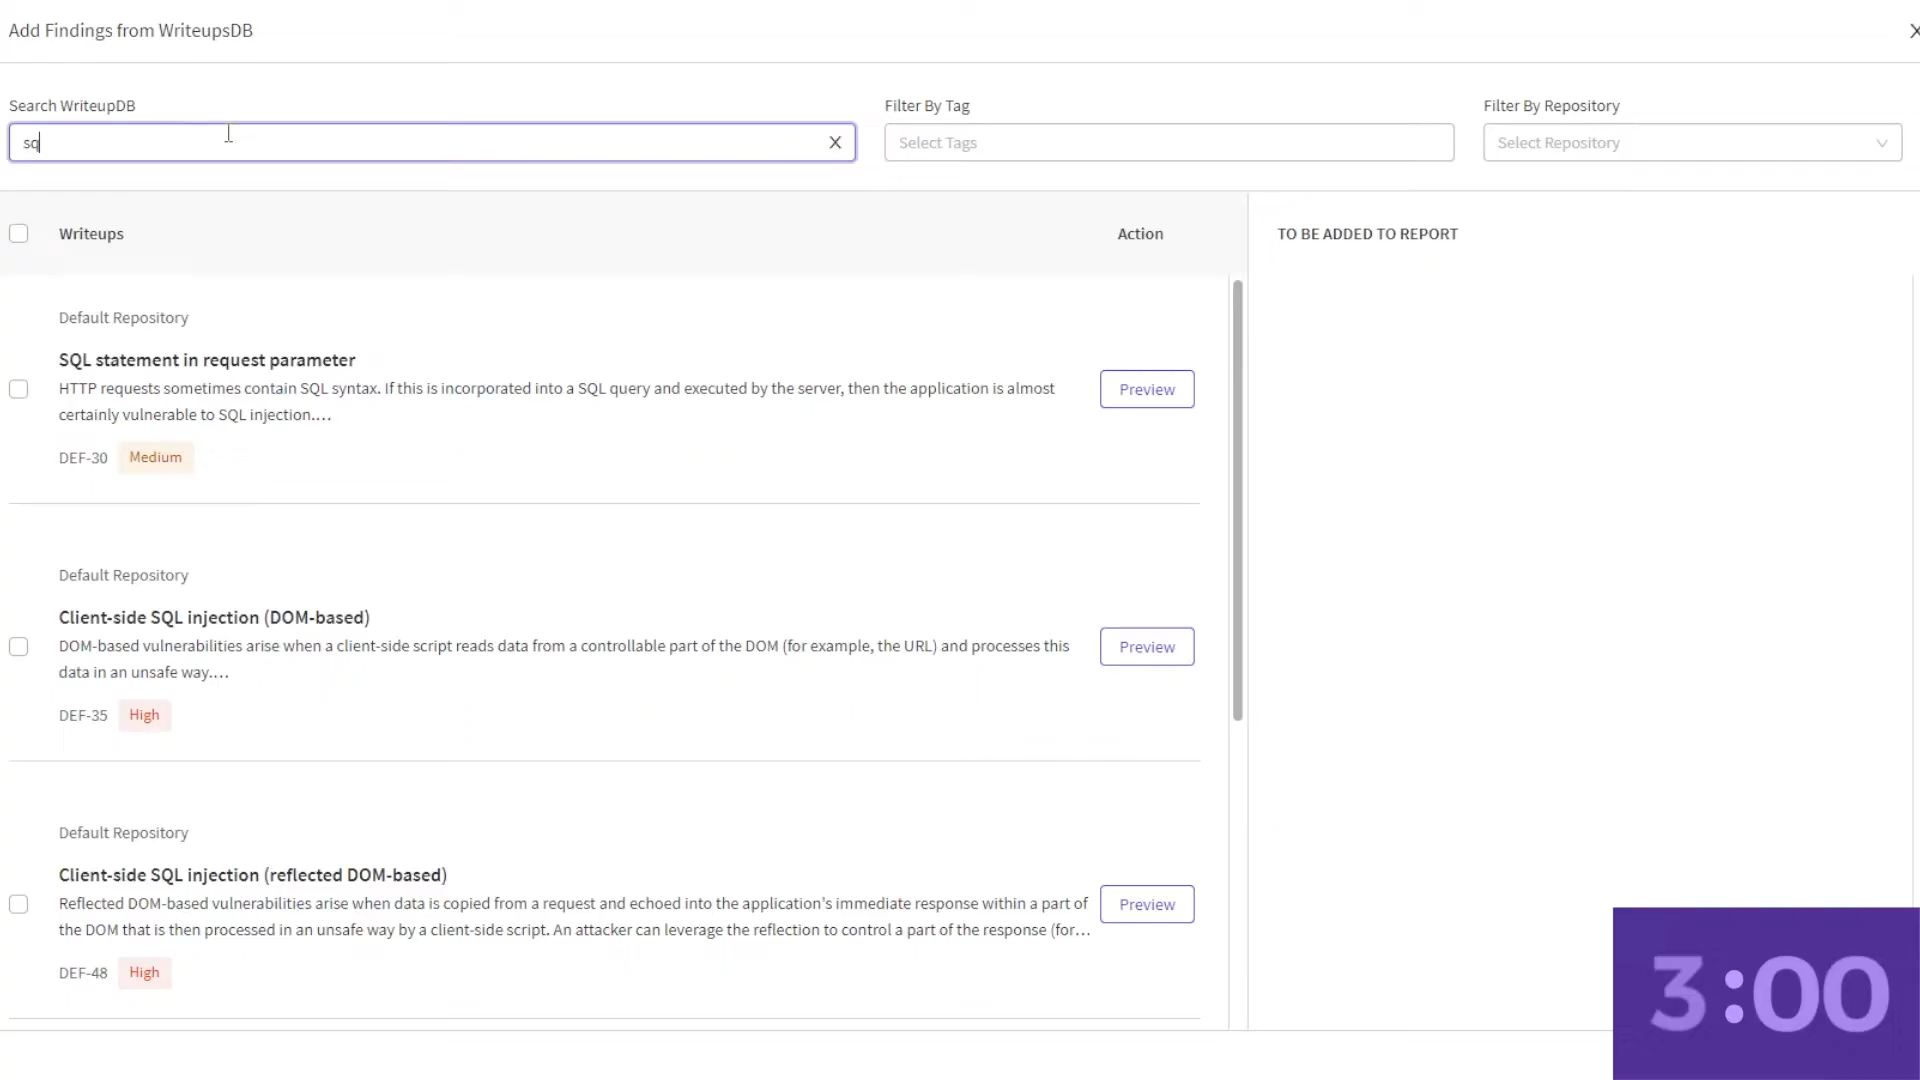 Add Findings from WriteupsDB
X
Search WriteupDB
Filter By Tag
Filter By Repository
sq
X
Select Tags
Select Repository
Writeups
Action
TO BE ADDED TO REPORT
Default Repository
SQL statement in request parameter
HTTP requests sometimes contain SQL syntax. If this is incorporated into a SQL query and executed by the server, then the application is almost
certainly vulnerable to SQL injection....
Preview
DEF-30 Medium
Default Repository
Client-side SQL injection (DOM-based)
DOM-based vulnerabilities arise when a client-side script reads data from a controllable part of the DOM (for example, the URL) and processes this
data in an unsafe way....
Preview
DEF-35 High
Default Repository
Client-side SQL injection (reflected DOM-based)
Reflected DOM-based vulnerabilities arise when data is copied from a request and echoed into the application's immediate response within a part of
the DOM that is then processed in an unsafe way by a client-side script. An attacker can leverage the reflection to control a part of the response (for...
Preview
DEF-48 High
3:00